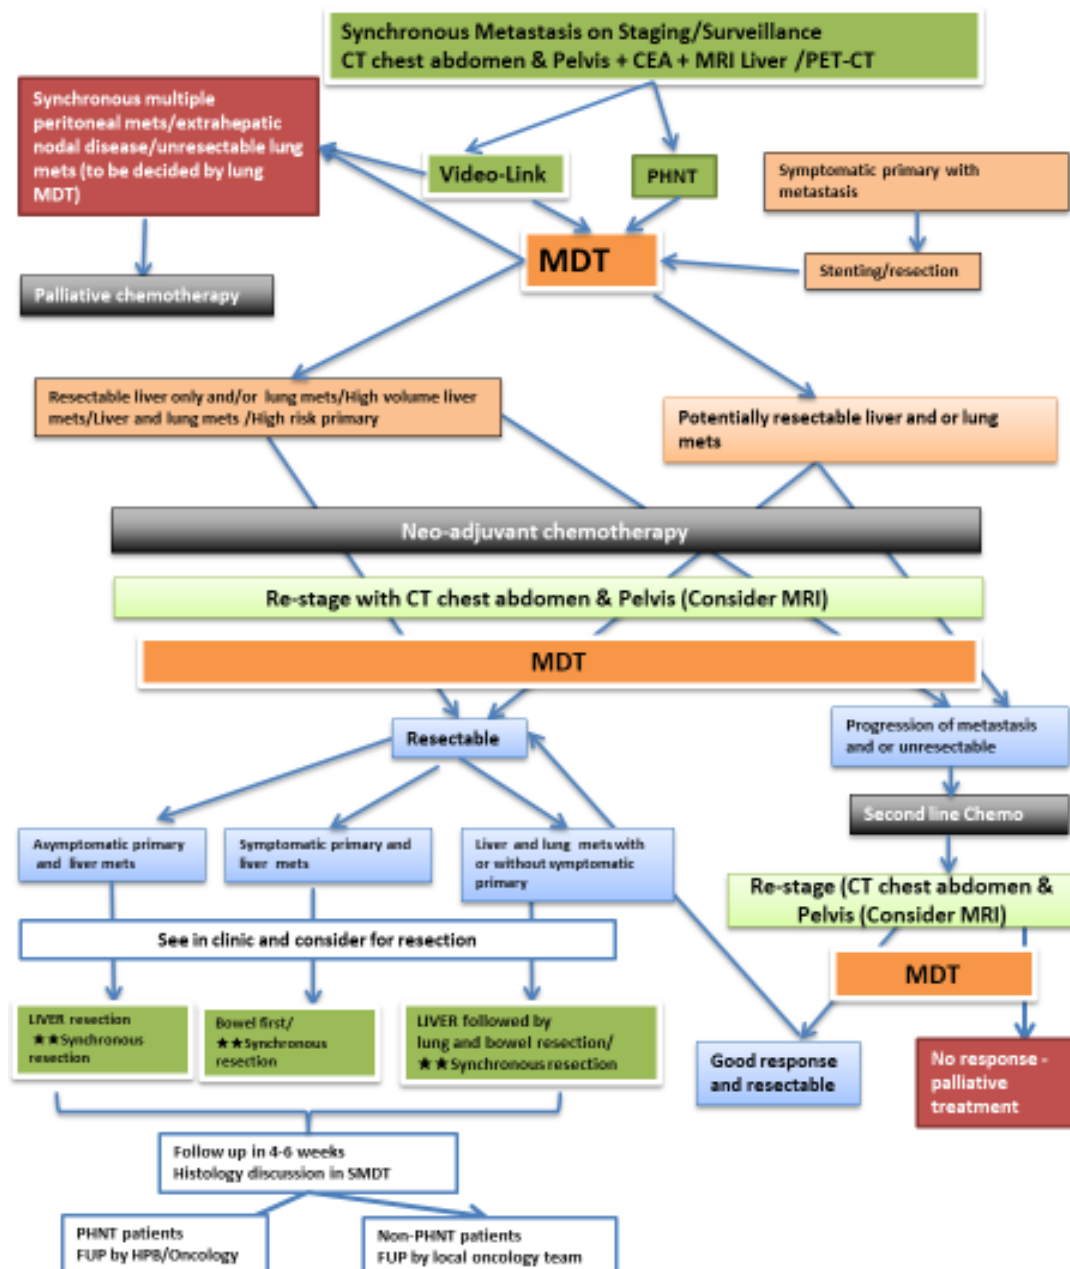 Synchronous Metastasis on Staging/Surveillance
CT chest abdomen & Pelvis + CEA + MRI Liver /PET-CT
Synchronous multiple
peritoneal mets/extrahepatic
nodal disease/unresectable lung
mets (to be decided by lung
MDT)
Video-Link
PHNT
Symptomatic primary with
metastasis
MDT
Stenting/resection
Palliative chemotherapy
Resectable liver only and/or lung mets/High volume liver
mets/Liver and lung mets /High risk primary
Potentially resectable liver and or lung
mets
Neo-adjuvant chemotherapy
Re-stage with CT chest abdomen & Pelvis (Consider MRI)
MDT
Resectable
Progression of metastasis
and or unresectable
Second line Chemo
Asymptomatic primary
and liver mets
Symptomatic primary and
liver mets
Liver and lung mets with
or without symptomatic
primary
Re-stage (CT chest abdomen &
Pelvis (Consider MRI)
See in clinic and consider for resection
MDT
LIVER resection
★★Synchronous
resection
Bowel first/
★★Synchronous
resection
LIVER followed by
lung and bowel resection/
★★Synchronous resection
Good response
and resectable
No response -
palliative
treatment
Follow up in 4-6 weeks
Histology discussion in SMDT
PHNT patients
FUP by HPB/Oncology
Non-PHNT patients
FUP by local oncology team